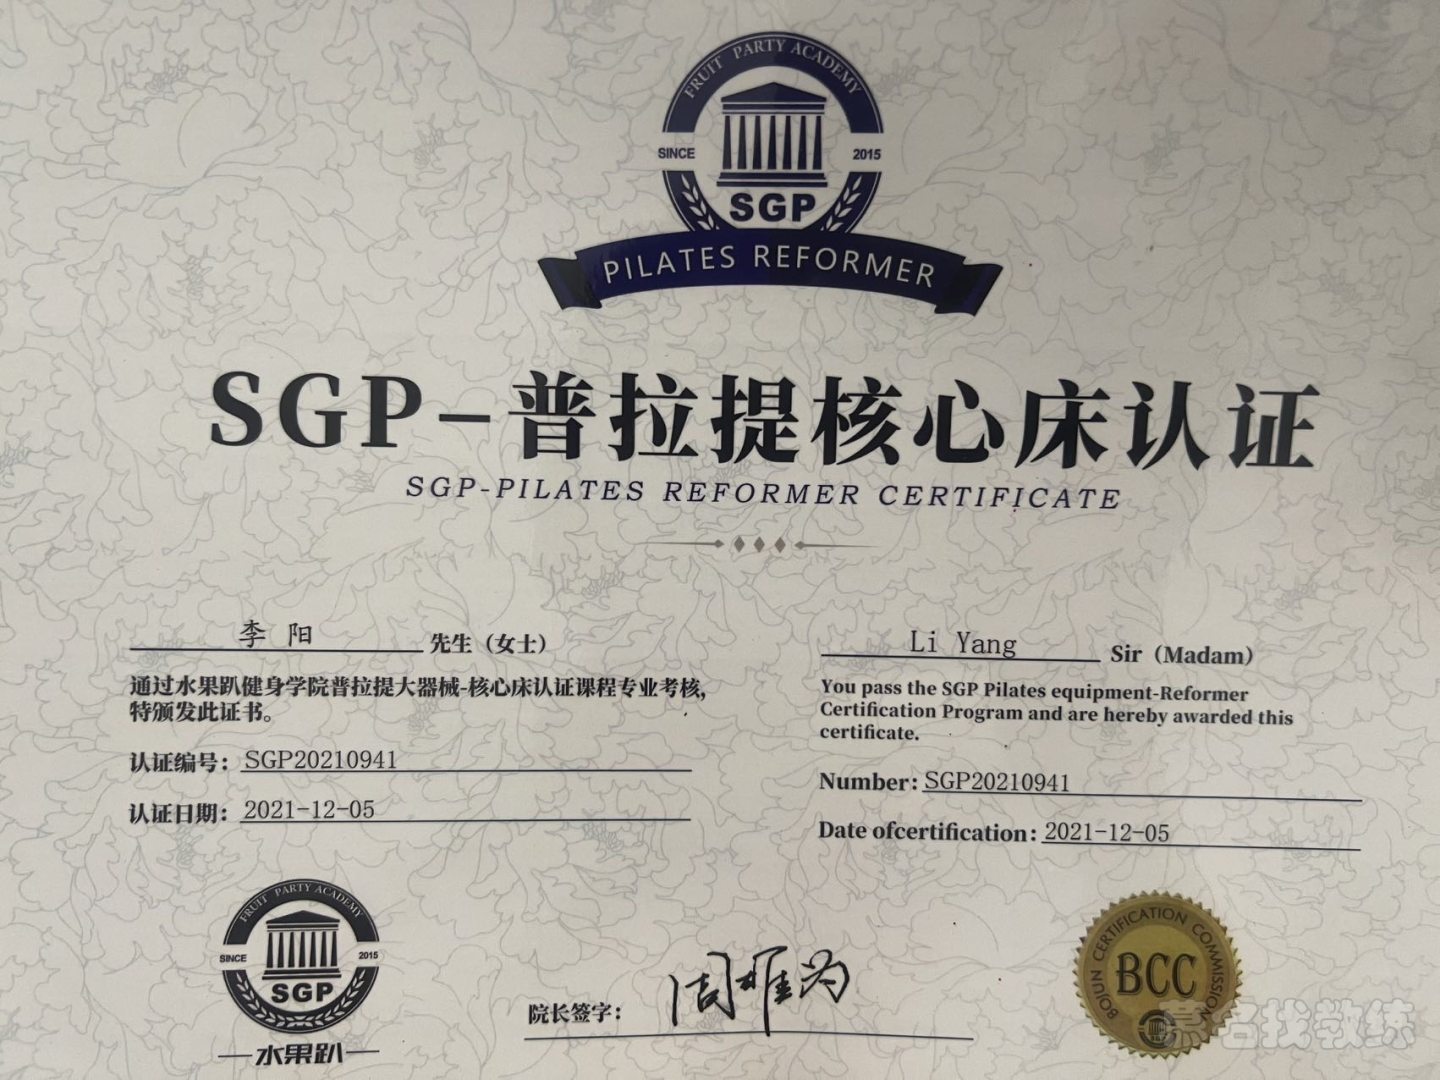 FRUIT PARTY ACADEMY
SINCE 2015
SGP
PILATES REFORMER
SGP-普拉提核心床认证
SGP-PILATES REFORMER CERTIFICATE
李 阳 先生（女士）
通过水果趴健身学院普拉提大器械-核心床认证课程专业考核，
特颁发此证书。
认证编号：SGP20210941
认证日期：2021-12-05
Li Yang Sir（Madam）
You pass the SGP Pilates equipment-Reformer
Certification Program and are hereby awarded this
certificate.
Number：SGP20210941
Date ofcertification：2021-12-05
FRUIT PARTY ACADEMY
SINCE 2015
SGP
水果趴
院长签字：
BOJUN CERTIFICATION COMMISSION
BCC
慕名找教练